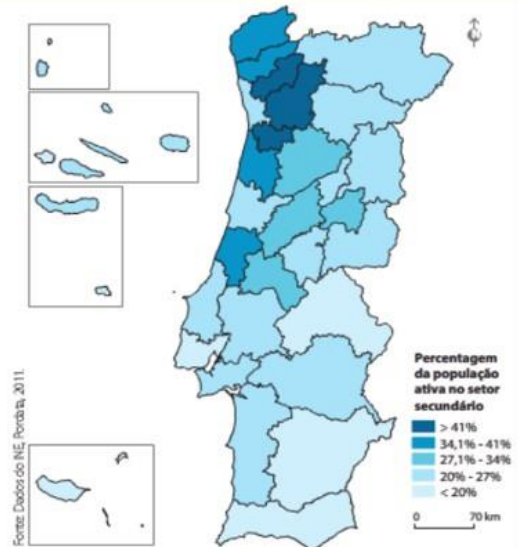 Percentagem
da população
ativa no setor
secundário
> 41%
34,1% - 41%
27,1% - 34%
20% - 27%
< 20%
0 70 km
Fonte: Dados do INE, Pordata, 2011.